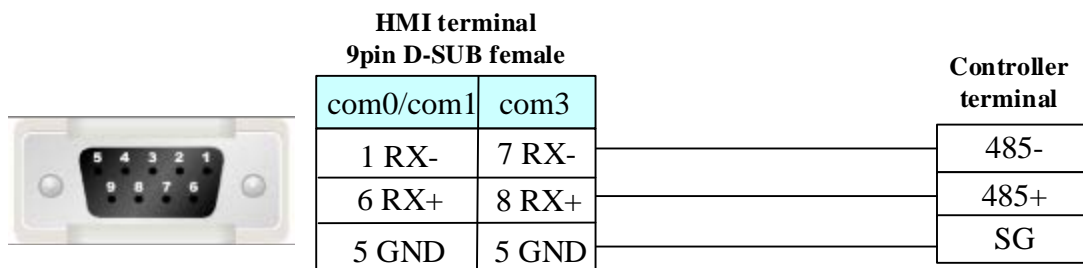 HMI terminal
9pin D-SUB female
Controller
terminal
com0/com1 com3
1 RX- 7 RX- 485-
6 RX+ 8 RX+ 485+
5 GND 5 GND SG
5 4 3 2 1
9 8 7 6